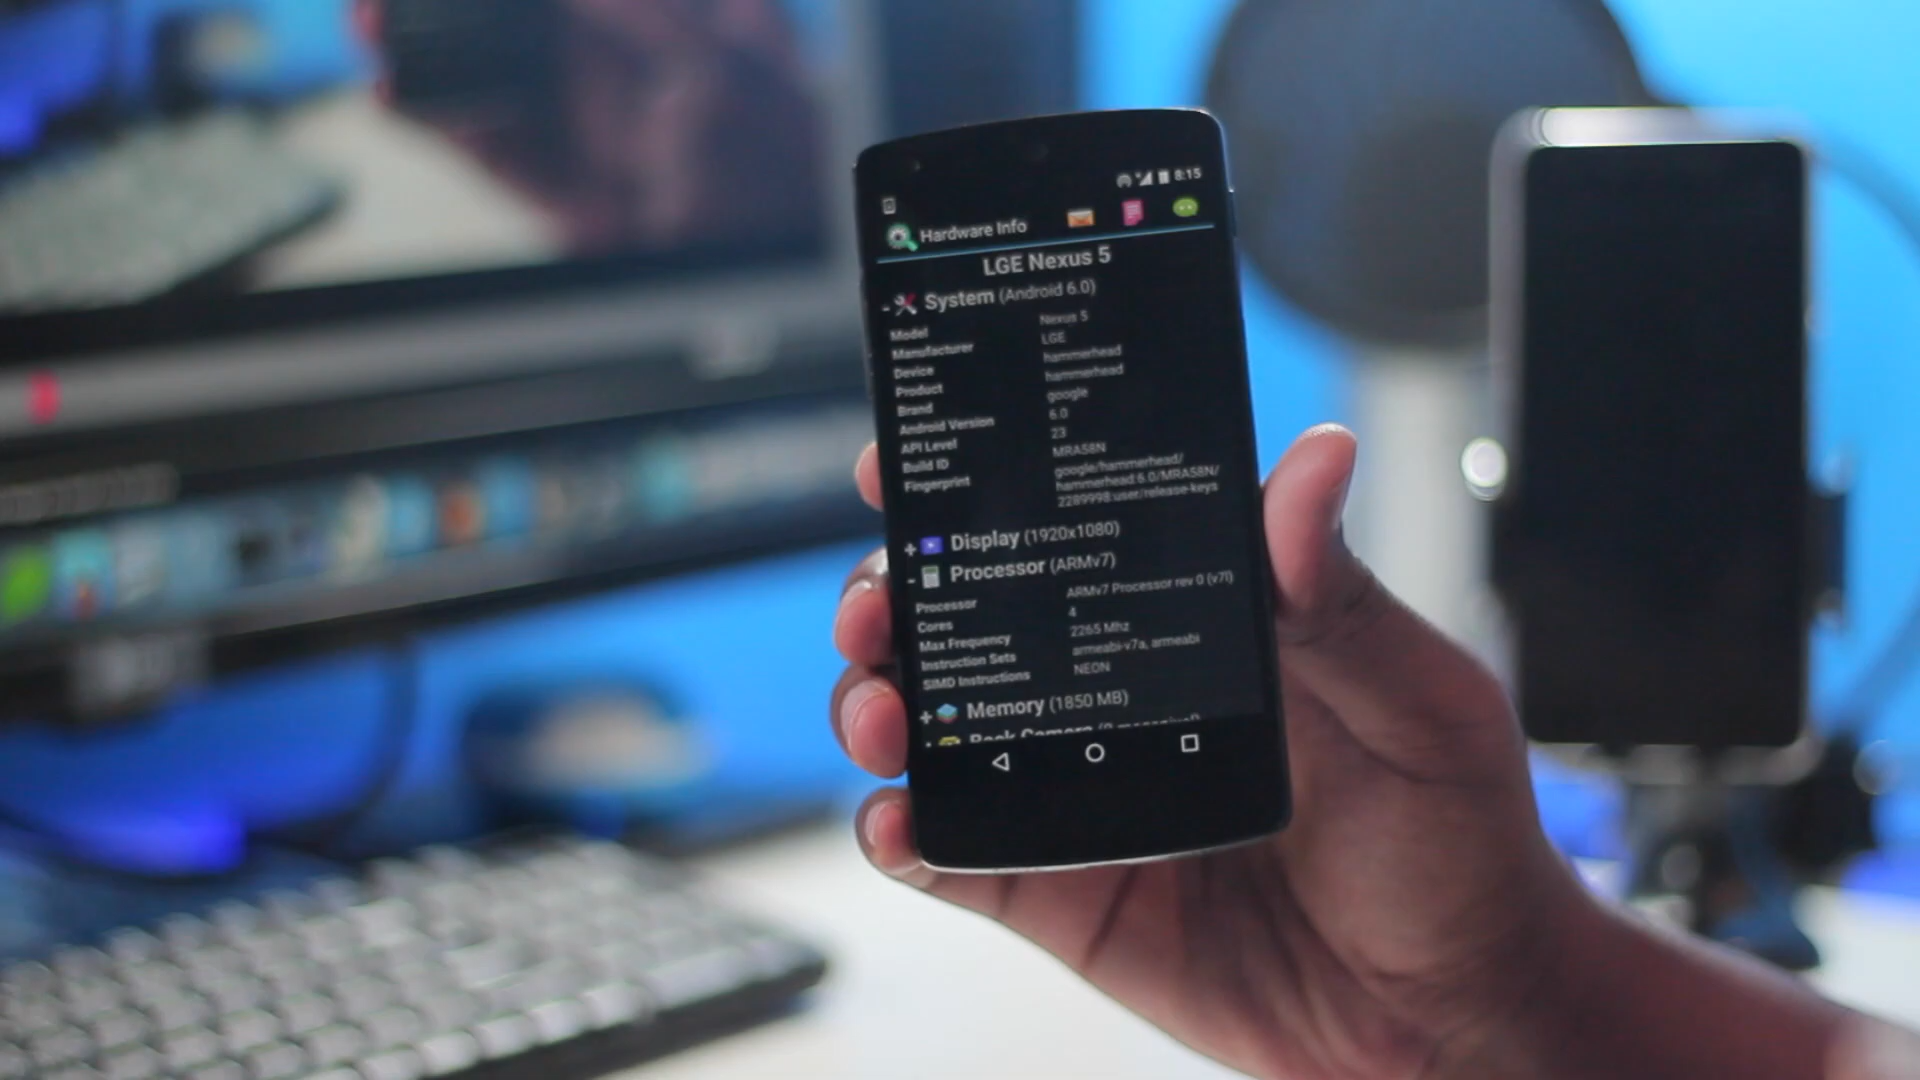 8:15
Hardware Info
LGE Nexus 5
- System (Android 6.0)
Model Nexus 5
Manufacturer LGE
Device hammerhead
Product hammerhead
Brand google
Android Version 6.0
API Level 23
Build ID MRA58N
Fingerprint google/hammerhead/
hammerhead:6.0/MRA58N/
2289998:user/release-keys
+ Display (1920x1080)
- Processor (ARMv7)
Processor ARMv7 Processor rev 0 (v7l)
Cores 4
Max Frequency 2265 Mhz
Instruction Sets armeabi-v7a, armeabi
SIMD Instructions NEON
+ Memory (1850 MB)
Back Camera